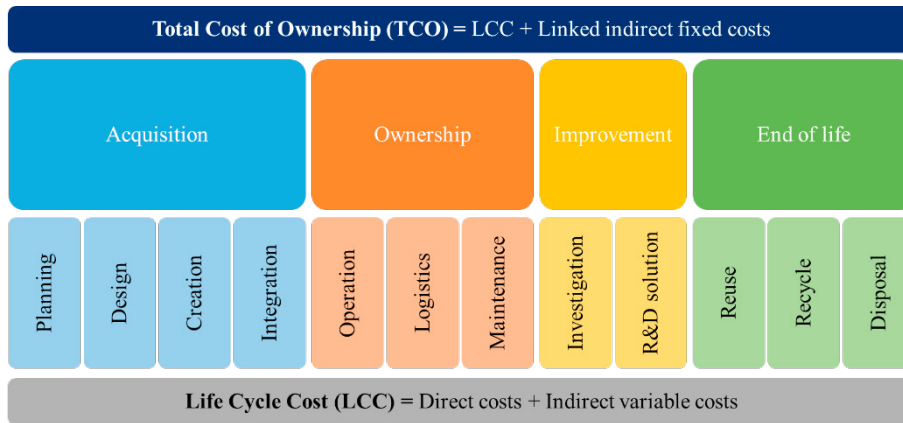 Total Cost of Ownership (TCO) = LCC + Linked indirect fixed costs
Acquisition
Ownership
Improvement
End of life
Planning
Design
Creation
Integration
Operation
Logistics
Maintenance
Investigation
R&D solution
Reuse
Recycle
Disposal
Life Cycle Cost (LCC) = Direct costs + Indirect variable costs